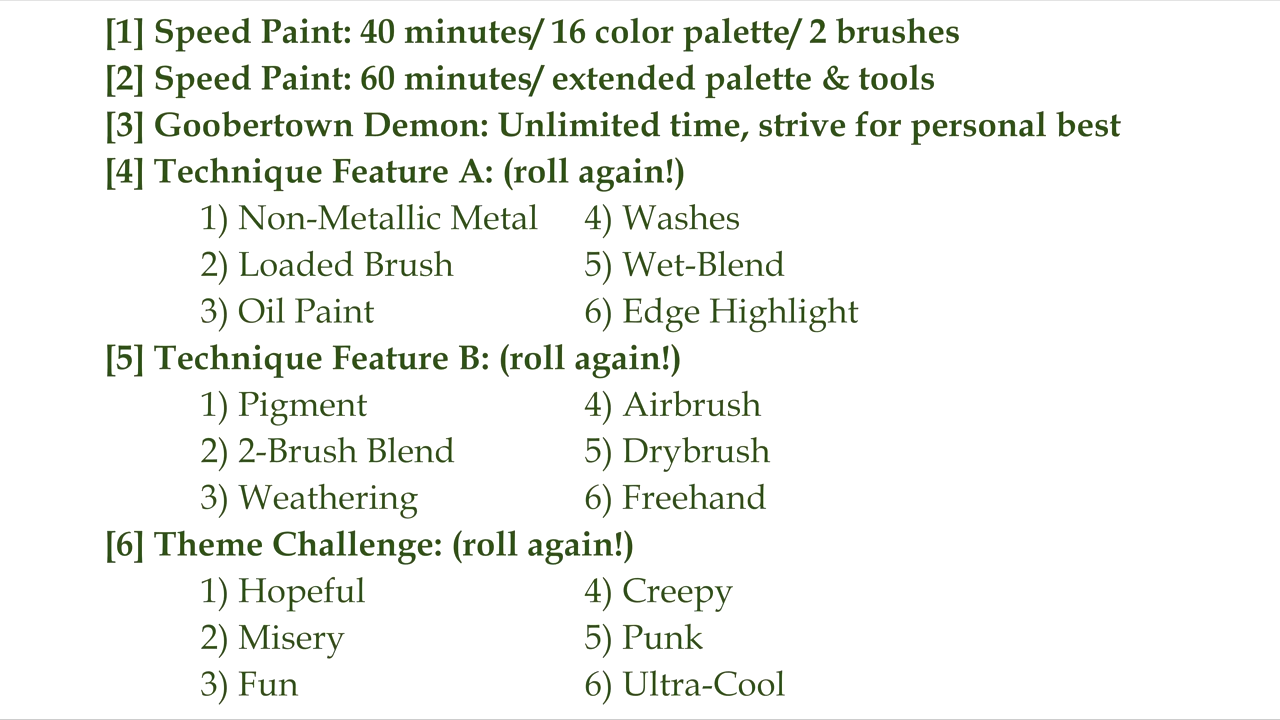 [1] Speed Paint: 40 minutes/ 16 color palette/ 2 brushes
[2] Speed Paint: 60 minutes/ extended palette & tools
[3] Goobertown Demon: Unlimited time, strive for personal best
[4] Technique Feature A: (roll again!)
1) Non-Metallic Metal 4) Washes
2) Loaded Brush 5) Wet-Blend
3) Oil Paint 6) Edge Highlight
[5] Technique Feature B: (roll again!)
1) Pigment 4) Airbrush
2) 2-Brush Blend 5) Drybrush
3) Weathering 6) Freehand
[6] Theme Challenge: (roll again!)
1) Hopeful 4) Creepy
2) Misery 5) Punk
3) Fun 6) Ultra-Cool